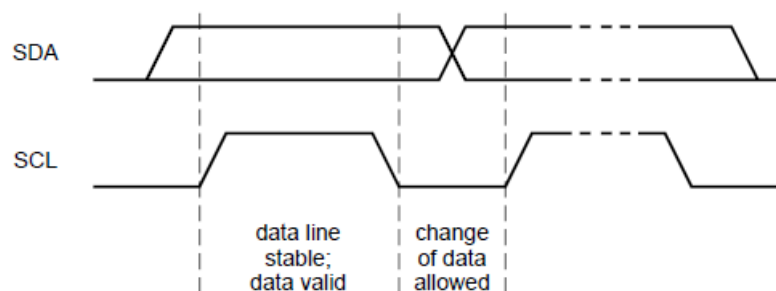 SDA
SCL
data line
stable;
data valid
change
of data
allowed